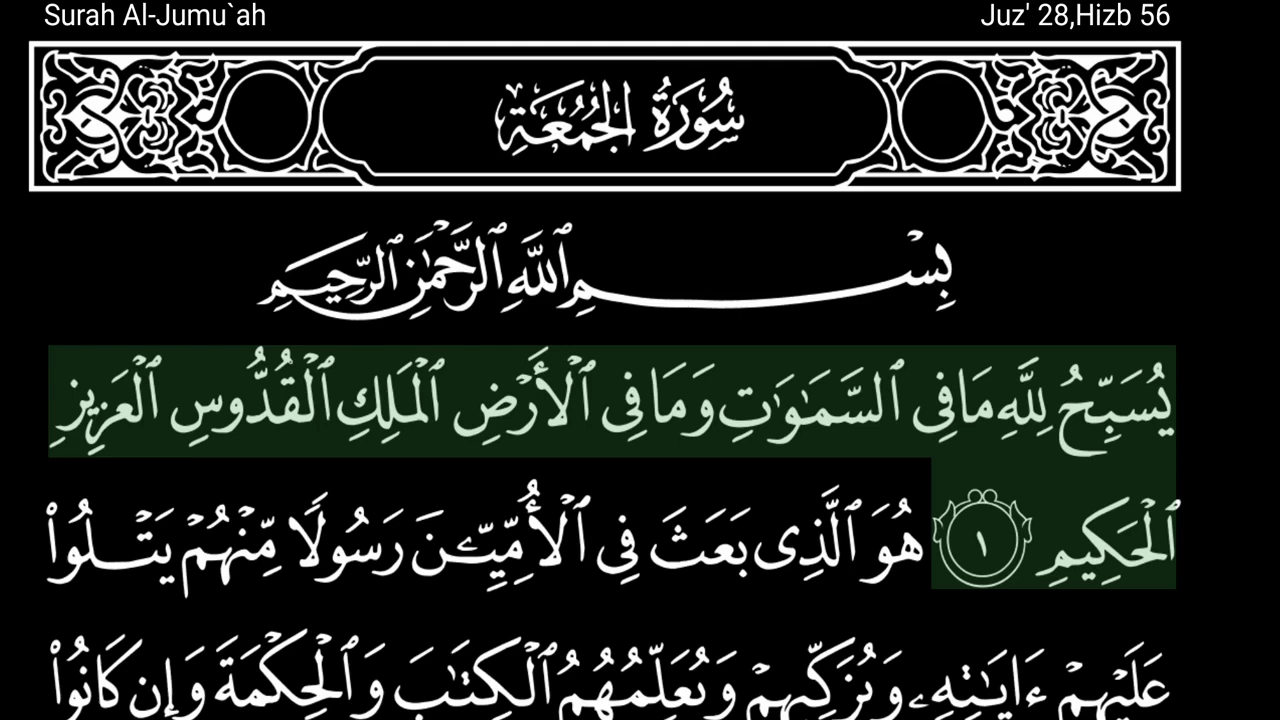 Surah Al-Jumu`ah
Juz' 28,Hizb 56
سُورَةُ الجُمُعَةِ
بِسْمِ ٱللَّهِ ٱلرَّحْمَٰنِ ٱلرَّحِيمِ
يُسَبِّحُ لِلَّهِ مَا فِى ٱلسَّمَٰوَٰتِ وَمَا فِى ٱلْأَرْضِ ٱلْمَلِكِ ٱلْقُدُّوسِ ٱلْعَزِيزِ
ٱلْحَكِيمِ ١ هُوَ ٱلَّذِى بَعَثَ فِى ٱلْأُمِّيِّۦنَ رَسُولًا مِّنْهُمْ يَتْلُوا۟
عَلَيْهِمْ ءَايَٰتِهِۦ وَيُزَكِّيهِمْ وَيُعَلِّمُهُمُ ٱلْكِتَٰبَ وَٱلْحِكْمَةَ وَإِن كَانُوا۟